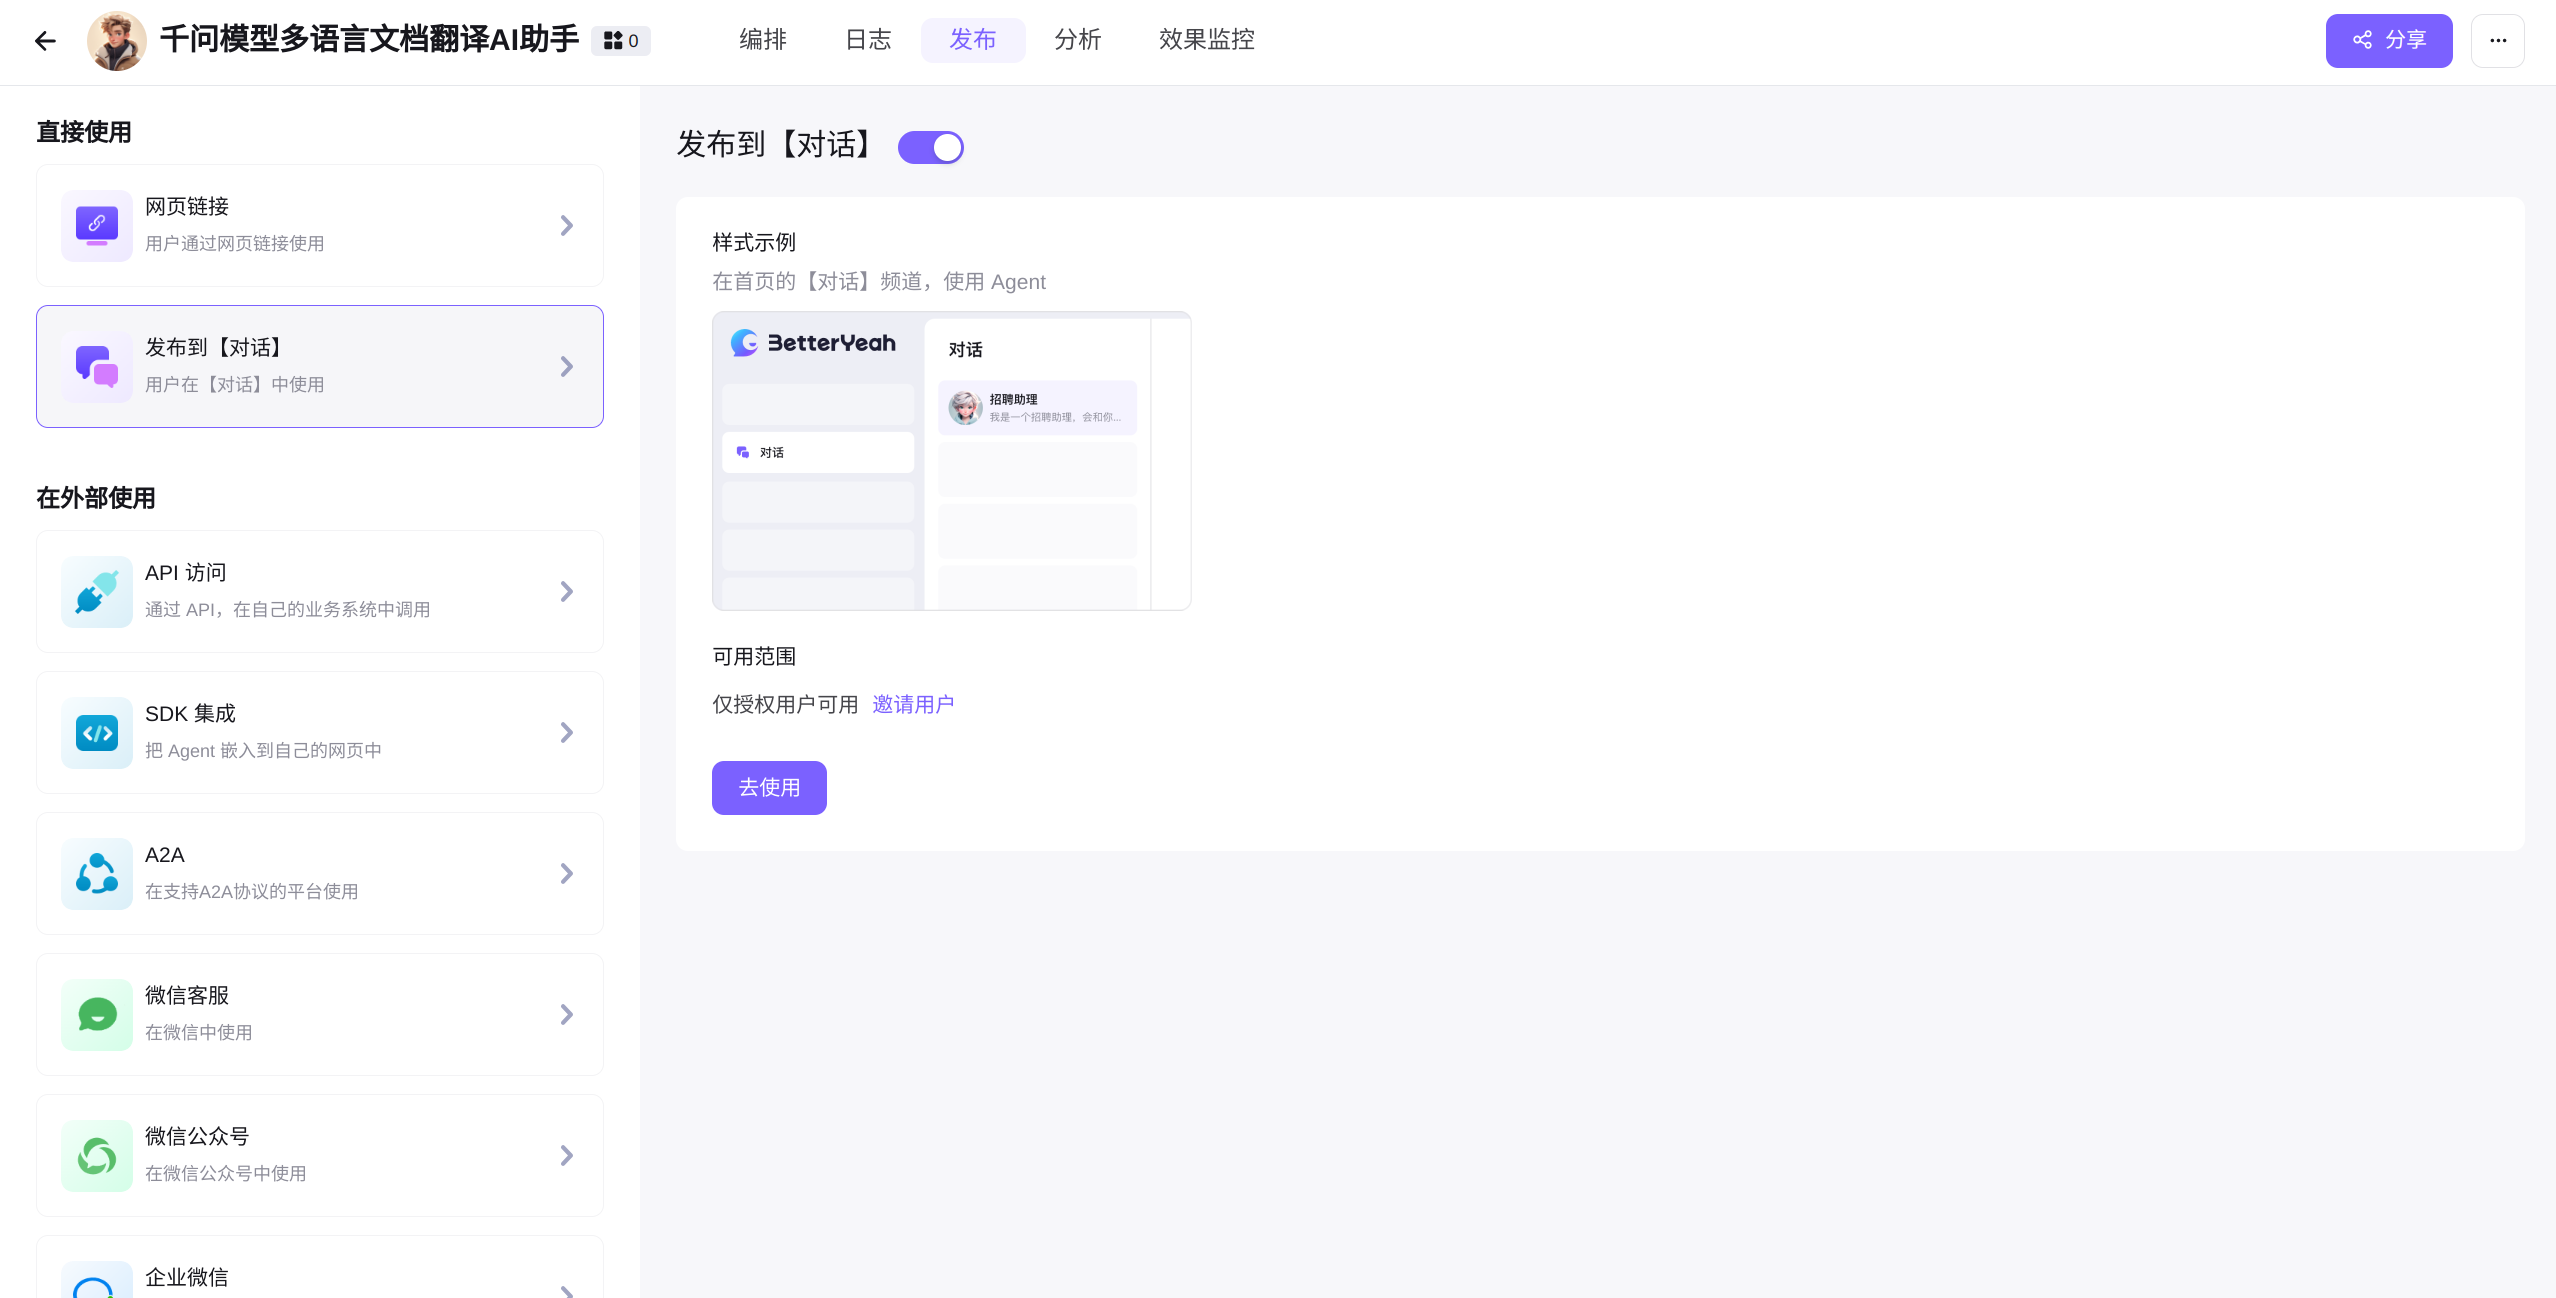 千问模型多语言文档翻译AI助手 0
编排 日志 发布 分析 效果监控
分享
直接使用
网页链接
用户通过网页链接使用
发布到【对话】
用户在【对话】中使用
在外部使用
API 访问
通过 API，在自己的业务系统中调用
SDK 集成
把 Agent 嵌入到自己的网页中
A2A
在支持A2A协议的平台使用
微信客服
在微信中使用
微信公众号
在微信公众号中使用
企业微信
发布到【对话】
样式示例
在首页的【对话】频道，使用 Agent
BetterYeah
对话
对话
招聘助理
我是一个招聘助理，会和你...
可用范围
仅授权用户可用 邀请用户
去使用